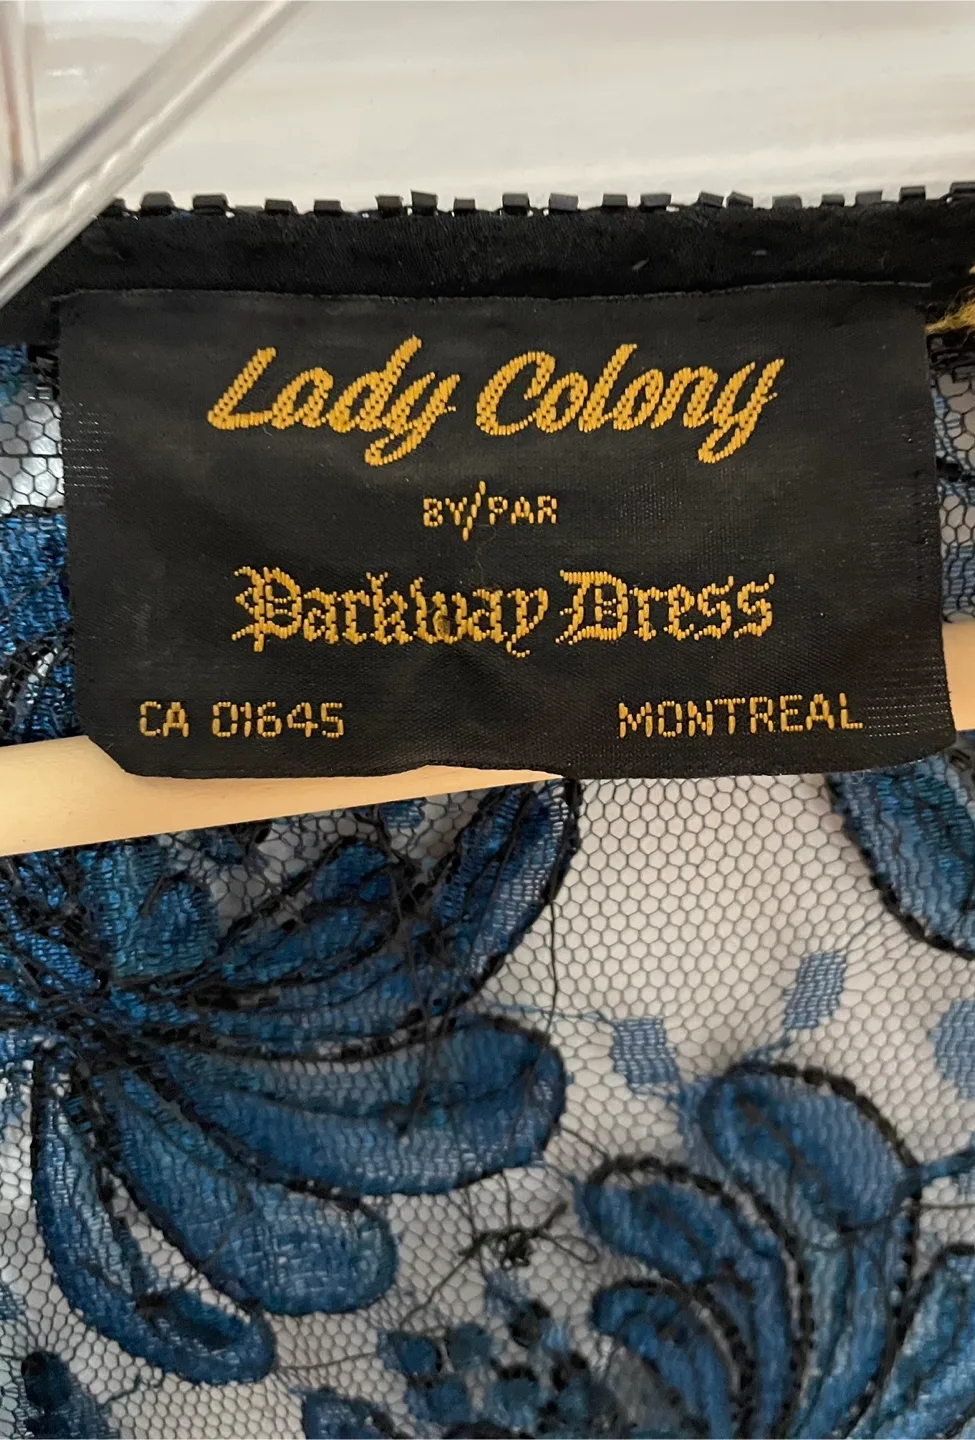 Lady Colony
BY/PAR
Parkway Dress
CA 01645 MONTREAL